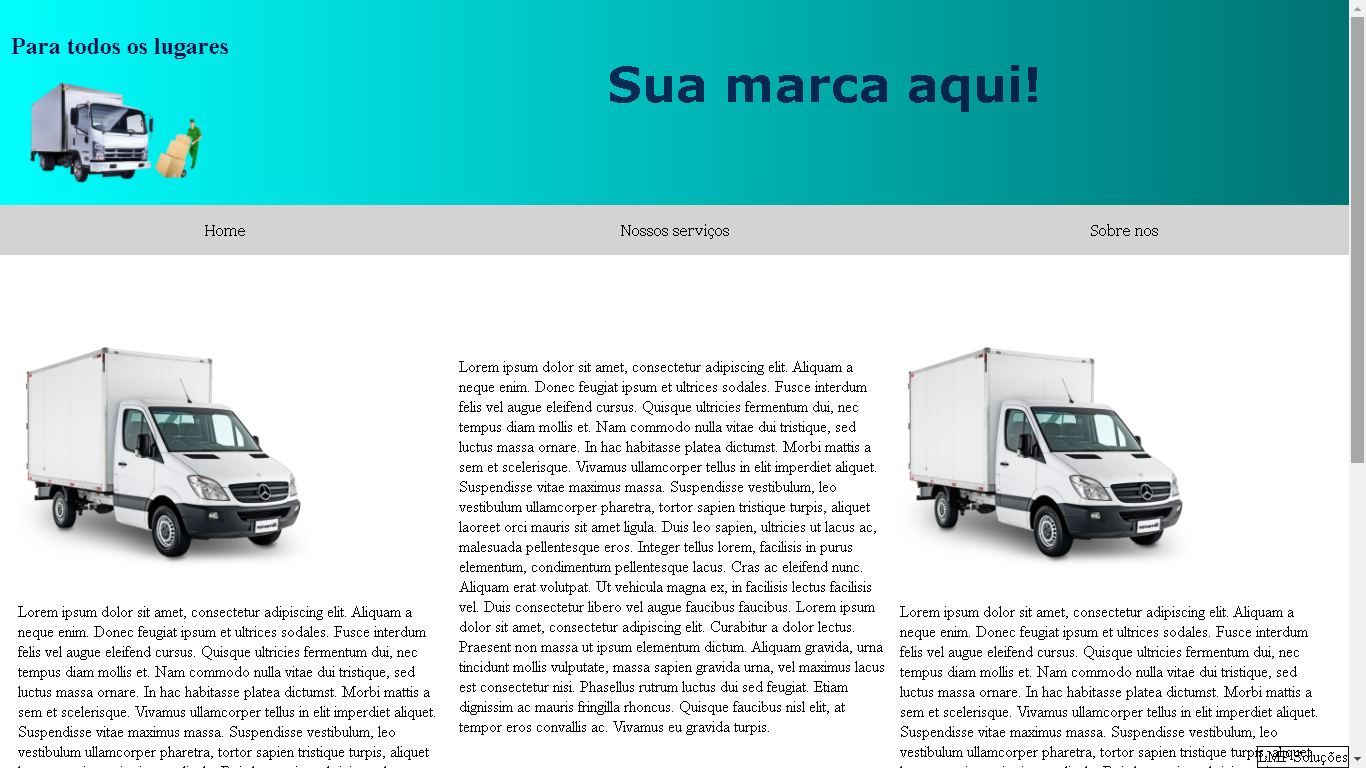 Para todos os lugares
Sua marca aqui!
Home
Nossos serviços
Sobre nos
Lorem ipsum dolor sit amet, consectetur adipiscing elit. Aliquam a
neque enim. Donec feugiat ipsum et ultrices sodales. Fusce interdum
felis vel augue eleifend cursus. Quisque ultricies fermentum dui, nec
tempus diam mollis et. Nam commodo nulla vitae dui tristique, sed
luctus massa ornare. In hac habitasse platea dictumst. Morbi mattis a
sem et scelerisque. Vivamus ullamcorper tellus in elit imperdiet aliquet.
Suspendisse vitae maximus massa. Suspendisse vestibulum, leo
vestibulum ullamcorper pharetra, tortor sapien tristique turpis, aliquet
Lorem ipsum dolor sit amet, consectetur adipiscing elit. Aliquam a
neque enim. Donec feugiat ipsum et ultrices sodales. Fusce interdum
felis vel augue eleifend cursus. Quisque ultricies fermentum dui, nec
tempus diam mollis et. Nam commodo nulla vitae dui tristique, sed
luctus massa ornare. In hac habitasse platea dictumst. Morbi mattis a
sem et scelerisque. Vivamus ullamcorper tellus in elit imperdiet aliquet.
Suspendisse vitae maximus massa. Suspendisse vestibulum, leo
vestibulum ullamcorper pharetra, tortor sapien tristique turpis, aliquet
laoreet orci mauris sit amet ligula. Duis leo sapien, ultricies ut lacus ac,
malesuada pellentesque eros. Integer tellus lorem, facilisis in purus
elementum, condimentum pellentesque lacus. Cras ac eleifend nunc.
Aliquam erat volutpat. Ut vehicula magna ex, in facilisis lectus facilisis
vel. Duis consectetur libero vel augue faucibus faucibus. Lorem ipsum
dolor sit amet, consectetur adipiscing elit. Curabitur a dolor lectus.
Praesent non massa ut ipsum elementum dictum. Aliquam gravida, urna
tincidunt mollis vulputate, massa sapien gravida urna, vel maximus lacus
est consectetur nisi. Phasellus rutrum luctus dui sed feugiat. Etiam
dignissim ac mauris fringilla rhoncus. Quisque faucibus nisl elit, at
tempor eros convallis ac. Vivamus eu gravida turpis.
Lorem ipsum dolor sit amet, consectetur adipiscing elit. Aliquam a
neque enim. Donec feugiat ipsum et ultrices sodales. Fusce interdum
felis vel augue eleifend cursus. Quisque ultricies fermentum dui, nec
tempus diam mollis et. Nam commodo nulla vitae dui tristique, sed
luctus massa ornare. In hac habitasse platea dictumst. Morbi mattis a
sem et scelerisque. Vivamus ullamcorper tellus in elit imperdiet aliquet.
Suspendisse vitae maximus massa. Suspendisse vestibulum, leo
vestibulum ullamcorper pharetra, tortor sapien tristique turpis, aliquet
LMP Soluções